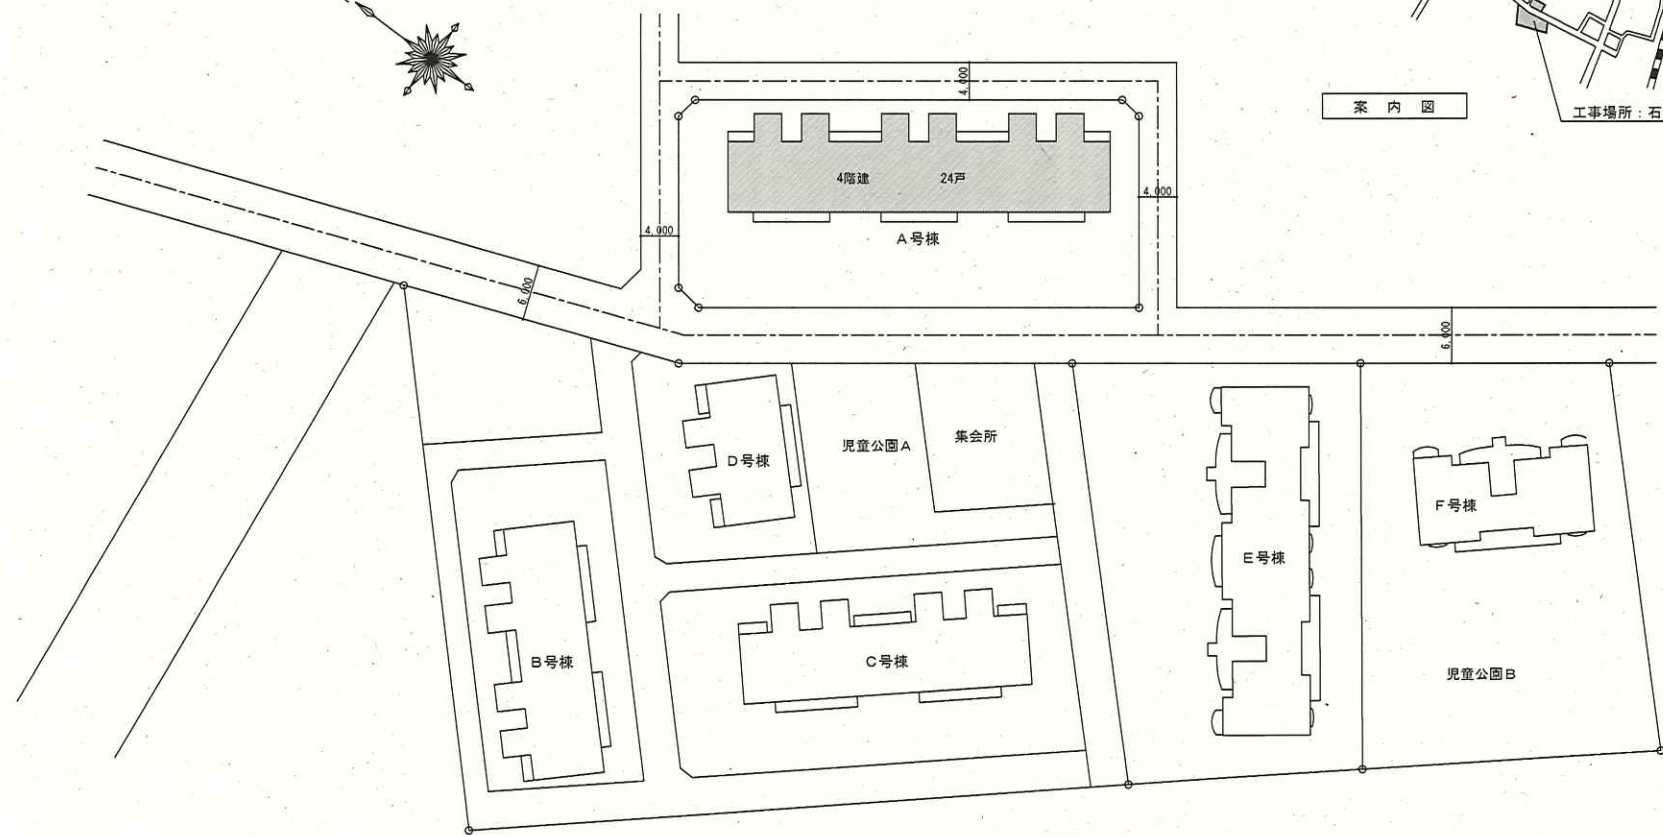 案内図
工事場所：石
4,000
4階建 24戸
4,000
4,000
A号棟
6,000
6,000
D号棟
児童公園A
集会所
F号棟
E号棟
B号棟
C号棟
児童公園B